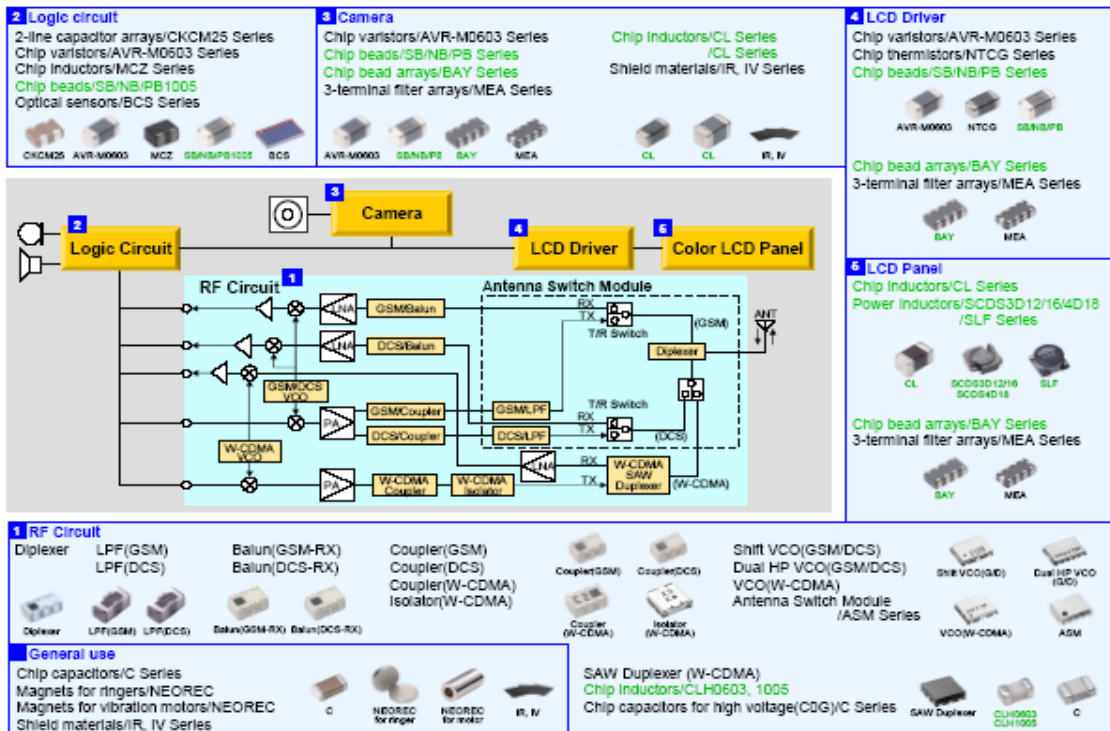 2 Logic circuit
2-line capacitor arrays/CKCM25 Series
Chip varistors/AVR-M0603 Series
Chip inductors/MCZ Series
Chip beads/SB/NB/PB1005
Optical sensors/BCS Series
CKCM25 AVR-M0603 MCZ SB/NB/PB1005 BCS
3 Camera
Chip varistors/AVR-M0603 Series
Chip beads/SB/NB/PB Series
Chip bead arrays/BAY Series
3-terminal filter arrays/MEA Series
Chip inductors/CL Series
/CL Series
Shield materials/IR, IV Series
AVR-M0603 SB/NB/PB BAY MEA CL CL IR, IV
4 LCD Driver
Chip varistors/AVR-M0603 Series
Chip thermistors/NTCG Series
Chip beads/SB/NB/PB Series
AVR-M0603 NTCG SB/NB/PB
Chip bead arrays/BAY Series
3-terminal filter arrays/MEA Series
BAY MEA
3
Camera
2
Logic Circuit
4
LCD Driver
5
Color LCD Panel
RF Circuit 1
Antenna Switch Module
LNA GSM/Balun RX
TX
T/R Switch
(GSM)
ANT
LNA DCS/Balun
Diplexer
GSM/DCS
VCO
PA GSM/Coupler GSM/LPF
T/R Switch
RX
DCS/Coupler DCS/LPF TX
(DCS)
W-CDMA
VCO
LNA RX
W-CDMA
SAW
Duplexer
(W-CDMA)
PA W-CDMA
Coupler
W-CDMA
Isolator
TX
5 LCD Panel
Chip inductors/CL Series
Power inductors/SCDS3D12/16/4D18
/SLF Series
CL SCDS3D12/16
SCDS4D18
SLF
Chip bead arrays/BAY Series
3-terminal filter arrays/MEA Series
BAY MEA
1 RF Circuit
Diplexer
LPF(GSM)
LPF(DCS)
Balun(GSM-RX)
Balun(DCS-RX)
Coupler(GSM)
Coupler(DCS)
Coupler(W-CDMA)
Isolator(W-CDMA)
Shift VCO(GSM/DCS)
Dual HP VCO(GSM/DCS)
VCO(W-CDMA)
Antenna Switch Module
/ASM Series
Diplexer LPF(GSM) LPF(DCS) Balun(GSM-RX) Balun(DCS-RX)
Coupler(GSM) Coupler(DCS)
Coupler
(W-CDMA)
Isolator
(W-CDMA)
Shift VCO(G/D) Dual HP VCO
(G/D)
VCO(W-CDMA) ASM
General use
Chip capacitors/C Series
Magnets for ringers/NEOREC
Magnets for vibration motors/NEOREC
Shield materials/IR, IV Series
C NEOREC
for ringer
NEOREC
for motor
IR, IV
SAW Duplexer (W-CDMA)
Chip inductors/CLH0603, 1005
Chip capacitors for high voltage(C0G)/C Series
SAW Duplexer CLH0603
CLH1005
C